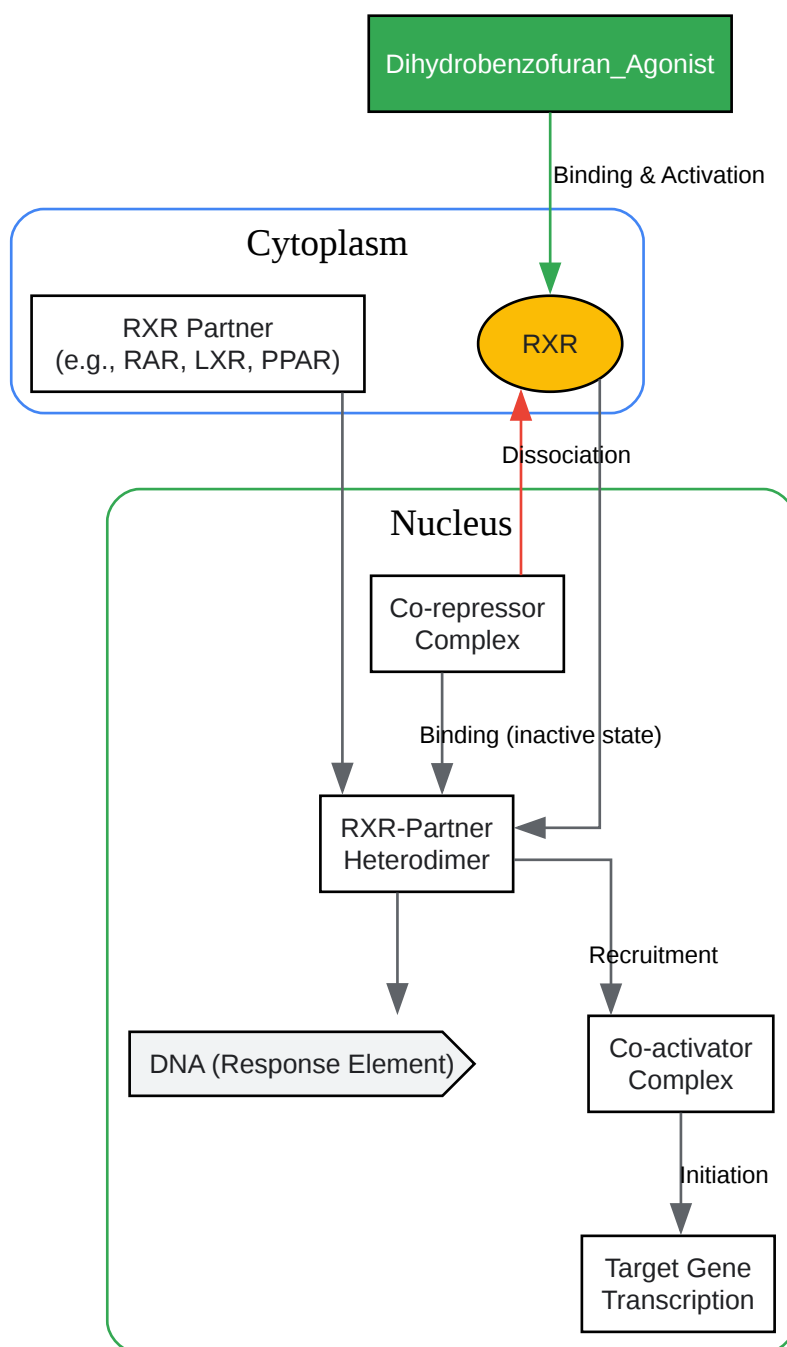 Dihydrobenzofuran_Agonist
Binding & Activation
Cytoplasm
RXR Partner
(e.g., RAR, LXR, PPAR)
RXR
Dissociation
Nucleus
Co-repressor
Complex
Binding (inactive state)
RXR-Partner
Heterodimer
Recruitment
DNA (Response Element)
Co-activator
Complex
Initiation
Target Gene
Transcription